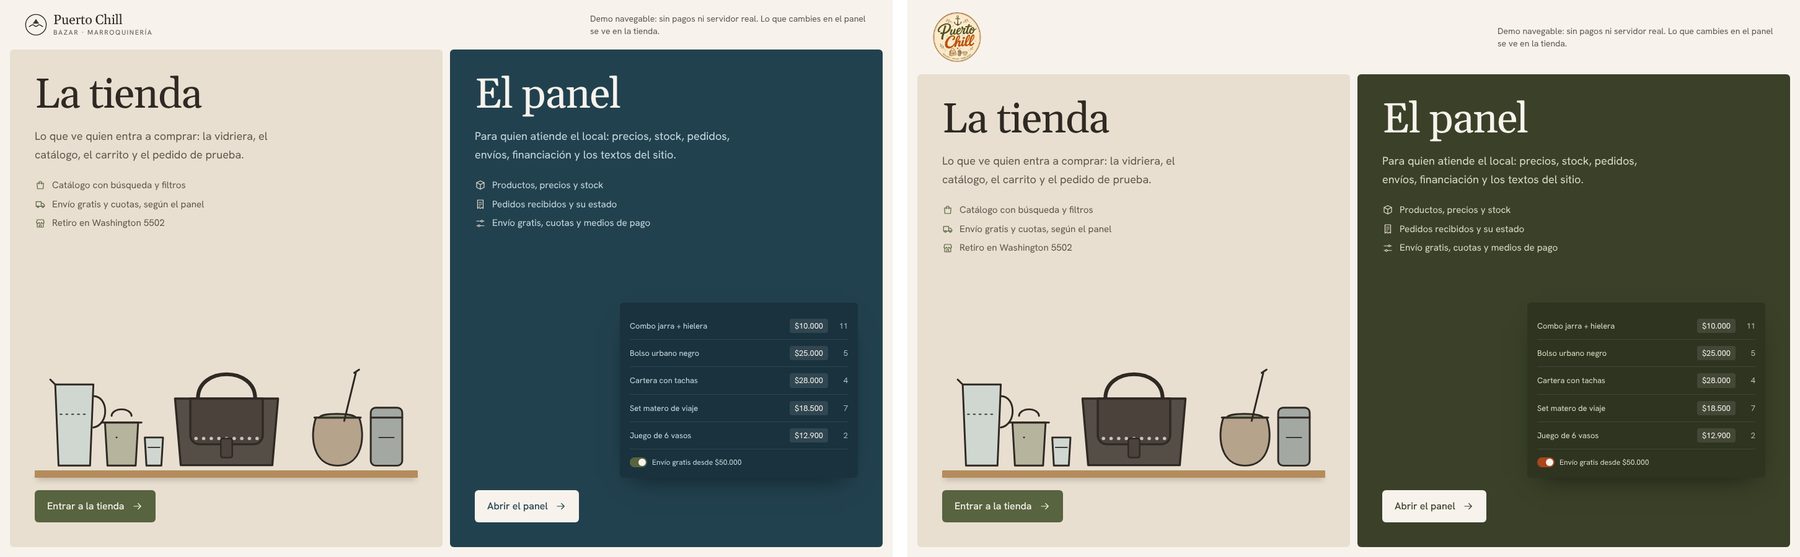 Puerto Chill
BAZAR · MARROQUINERÍA
Demo navegable: sin pagos ni servidor real. Lo que cambies en el panel
se ve en la tienda.
La tienda
Lo que ve quien entra a comprar: la vidriera, el
catálogo, el carrito y el pedido de prueba.
Catálogo con búsqueda y filtros
Envío gratis y cuotas, según el panel
Retiro en Washington 5502
Entrar a la tienda
El panel
Para quien atiende el local: precios, stock, pedidos,
envíos, financiación y los textos del sitio.
Productos, precios y stock
Pedidos recibidos y su estado
Envío gratis, cuotas y medios de pago
Combo jarra + hielera $10.000 11
Bolso urbano negro $25.000 5
Cartera con tachas $28.000 4
Set matero de viaje $18.500 7
Juego de 6 vasos $12.900 2
Envío gratis desde $50.000
Abrir el panel
Puerto
Chill
Demo navegable: sin pagos ni servidor real. Lo que cambies en el panel
se ve en la tienda.
La tienda
Lo que ve quien entra a comprar: la vidriera, el
catálogo, el carrito y el pedido de prueba.
Catálogo con búsqueda y filtros
Envío gratis y cuotas, según el panel
Retiro en Washington 5502
Entrar a la tienda
El panel
Para quien atiende el local: precios, stock, pedidos,
envíos, financiación y los textos del sitio.
Productos, precios y stock
Pedidos recibidos y su estado
Envío gratis, cuotas y medios de pago
Combo jarra + hielera $10.000 11
Bolso urbano negro $25.000 5
Cartera con tachas $28.000 4
Set matero de viaje $18.500 7
Juego de 6 vasos $12.900 2
Envío gratis desde $50.000
Abrir el panel